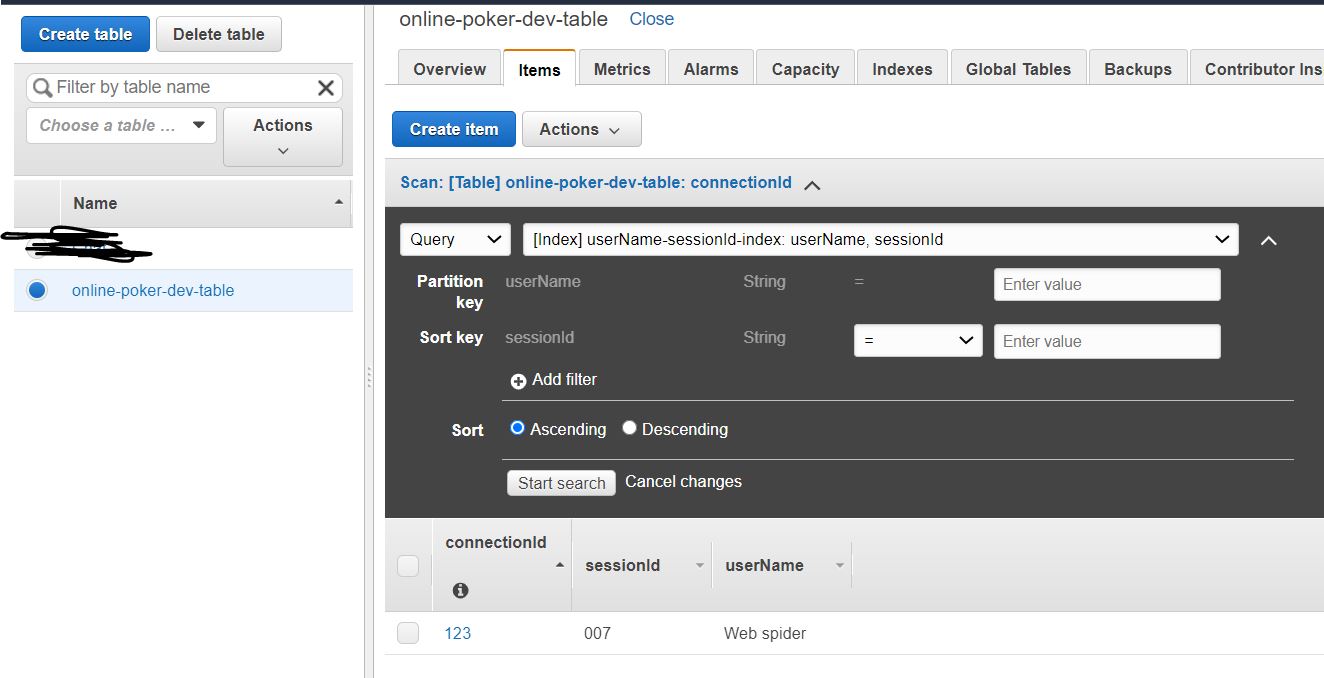 Create table
Delete table
Filter by table name
Choose a table ...
Actions
Name
online-poker-dev-table
online-poker-dev-table Close
Overview Items Metrics Alarms Capacity Indexes Global Tables Backups Contributor Ins
Create item
Actions
Scan: [Table] online-poker-dev-table: connectionId
Query [Index] userName-sessionId-index: userName, sessionId
Partition key userName String = Enter value
Sort key sessionId String = Enter value
Add filter
Sort Ascending Descending
Start search Cancel changes
connectionId sessionId userName
123 007 Web spider